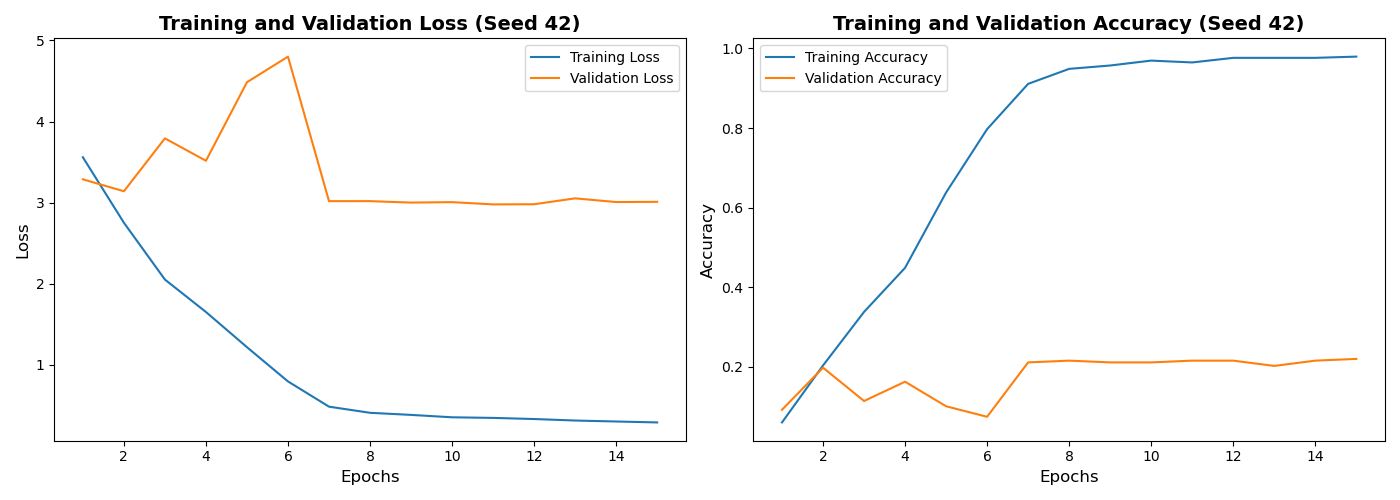 Training and Validation Loss (Seed 42)
5
4
3
2
1
Loss
Training Loss
Validation Loss
2 4 6 8 10 12 14
Epochs
Training and Validation Accuracy (Seed 42)
1.0
0.8
0.6
0.4
0.2
Accuracy
Training Accuracy
Validation Accuracy
2 4 6 8 10 12 14
Epochs